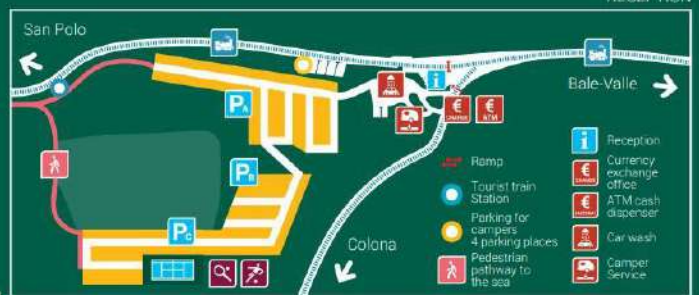 San Polo
Bale-Valle
Colona
PA
PB
PC
i
€
€
ATM
Ramp
Tourist train
Station
Parking for
campers
4 parking places
Pedestrian
pathway to
the sea
i
Reception
€
Currency
exchange
office
€
ATM cash
dispenser
Car wash
Camper
Service